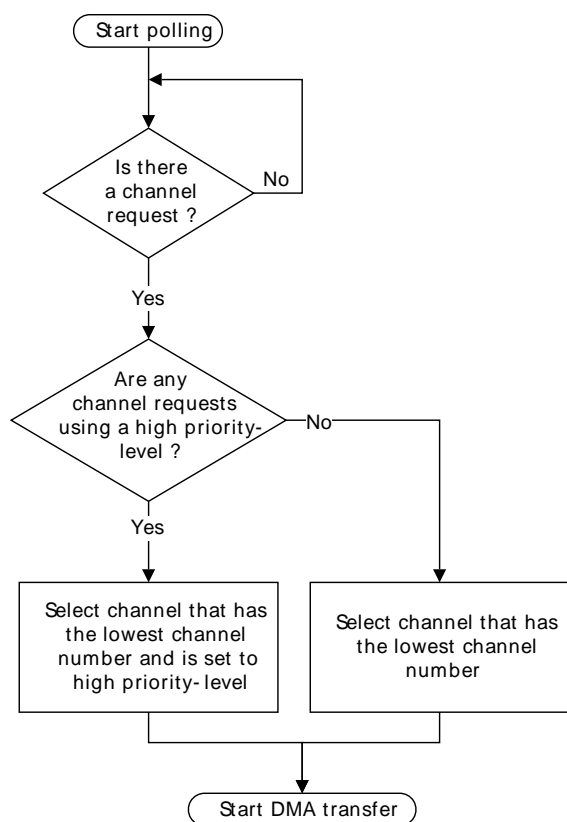 Start polling
Is there
a channel
request ?
No
Yes
Are any
channel requests
using a high priority-
level ?
No
Yes
Select channel that has
the lowest channel
number and is set to
high priority- level
Select channel that has
the lowest channel
number
Start DMA transfer